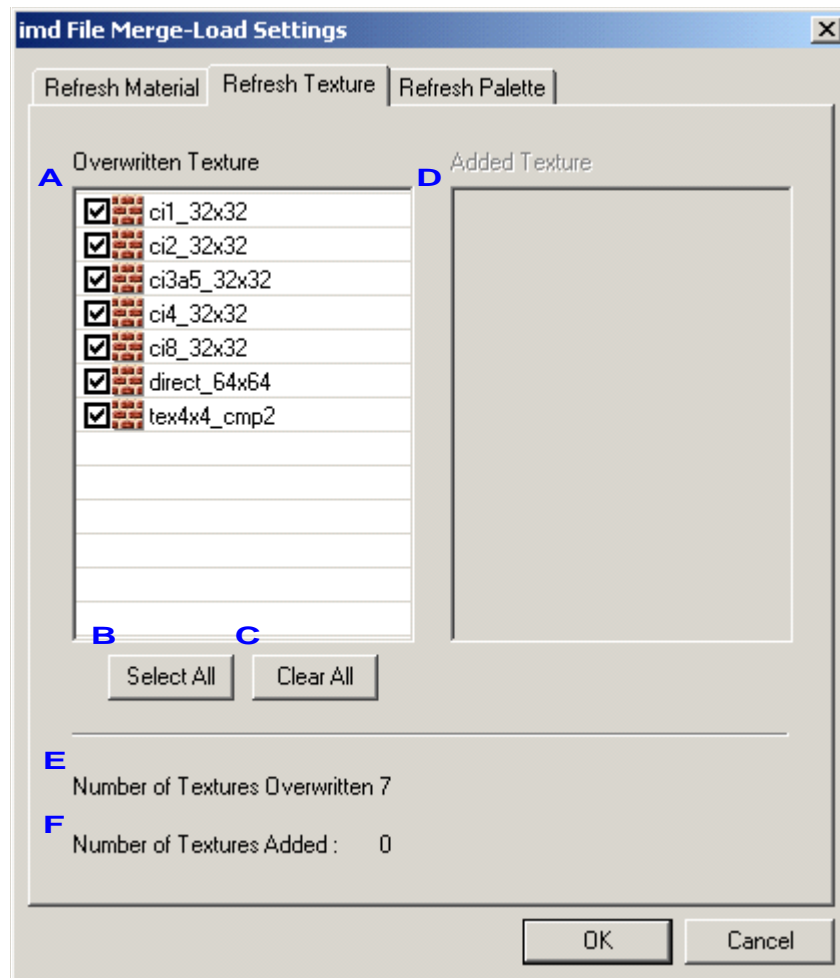 imd File Merge-Load Settings
Refresh Material
Refresh Texture
Refresh Palette
Overwritten Texture
Added Texture
A
D
ci1_32x32
ci2_32x32
ci3a5_32x32
ci4_32x32
ci8_32x32
direct_64x64
tex4x4_cmp2
B
C
Select All
Clear All
E
Number of Textures Overwritten 7
F
Number of Textures Added : 0
OK
Cancel